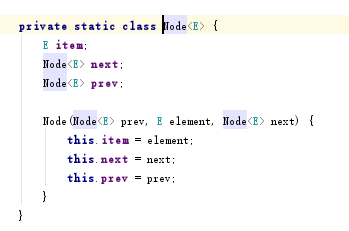 private static class Node<E> {
    E item;
    Node<E> next;
    Node<E> prev;

    Node(Node<E> prev, E element, Node<E> next) {
        this.item = element;
        this.next = next;
        this.prev = prev;
    }
}